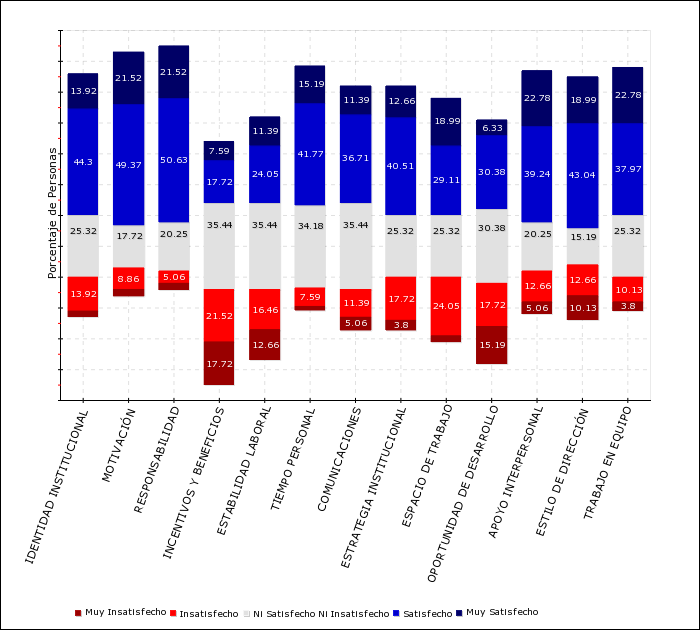 Porcentaje de Personas
13.92 21.52 21.52 7.59 11.39 15.19 11.39 12.66 18.99 6.33 22.78 18.99 22.78
44.3 49.37 50.63 17.72 24.05 41.77 36.71 40.51 29.11 30.38 39.24 43.04 37.97
25.32 17.72 20.25 35.44 35.44 34.18 35.44 25.32 25.32 30.38 20.25 15.19 25.32
13.92 8.86 5.06 21.52 16.46 7.59 11.39 17.72 24.05 17.72 12.66 12.66 10.13
17.72 12.66 5.06 3.8 15.19 5.06 10.13 3.8
IDENTIDAD INSTITUCIONAL
MOTIVACIÓN
RESPONSABILIDAD
INCENTIVOS Y BENEFICIOS
ESTABILIDAD LABORAL
TIEMPO PERSONAL
COMUNICACIONES
ESTRATEGIA INSTITUCIONAL
ESPACIO DE TRABAJO
OPORTUNIDAD DE DESARROLLO
APOYO INTERPERSONAL
ESTILO DE DIRECCIÓN
TRABAJO EN EQUIPO
Muy Insatisfecho Insatisfecho Ni Satisfecho Ni Insatisfecho Satisfecho Muy Satisfecho